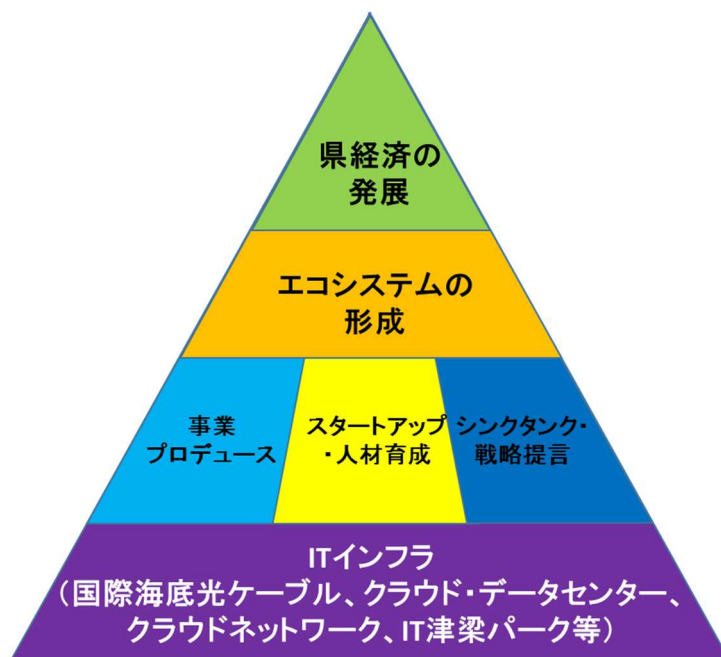 県経済の
発展
エコシステムの
形成
事業
プロデュース
スタートアップ
・人材育成
シンクタンク・
戦略提言
ITインフラ
（国際海底光ケーブル、クラウド・データセンター、
クラウドネットワーク、IT津梁パーク等）